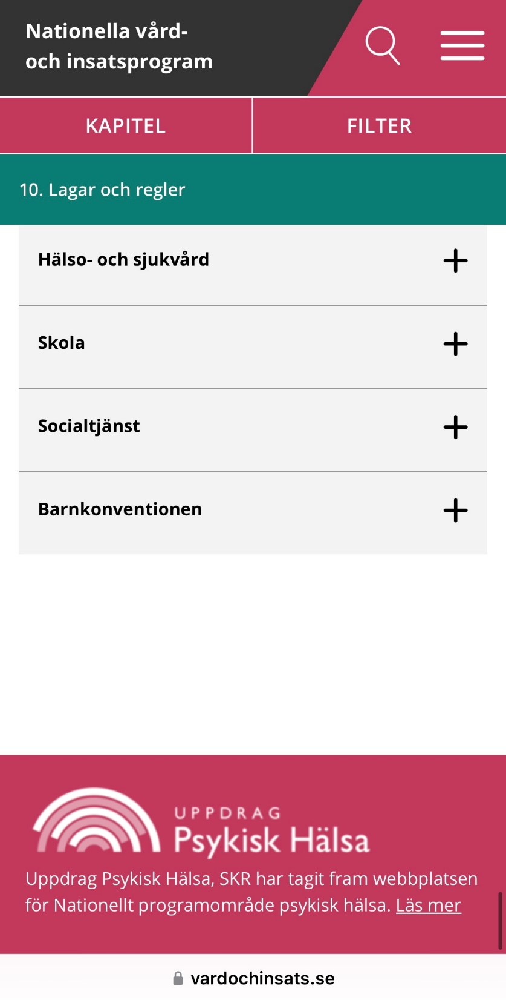 Nationella vård-
och insatsprogram
KAPITEL
FILTER
10. Lagar och regler
Hälso- och sjukvård
Skola
Socialtjänst
Barnkonventionen
UPPDRAG
Psykisk Hälsa
Uppdrag Psykisk Hälsa, SKR har tagit fram webbplatsen
för Nationellt programområde psykisk hälsa. Läs mer
vardochinsats.se